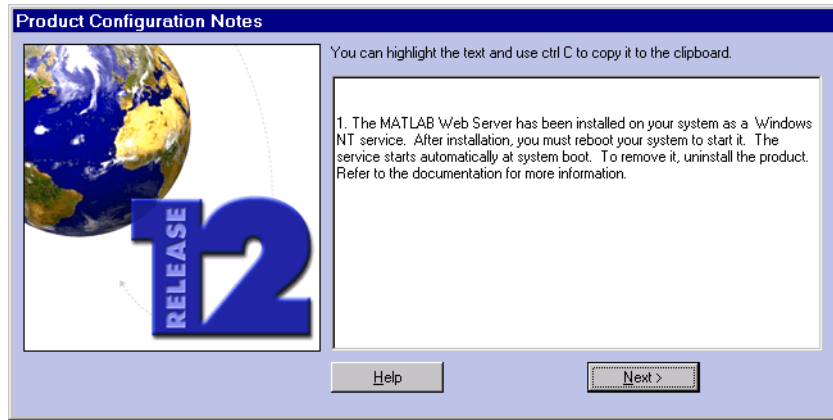 Product Configuration Notes
You can highlight the text and use ctrl C to copy it to the clipboard.
1. The MATLAB Web Server has been installed on your system as a Windows
NT service. After installation, you must reboot your system to start it. The
service starts automatically at system boot. To remove it, uninstall the product.
Refer to the documentation for more information.
RELEASE
12
Help
Next >